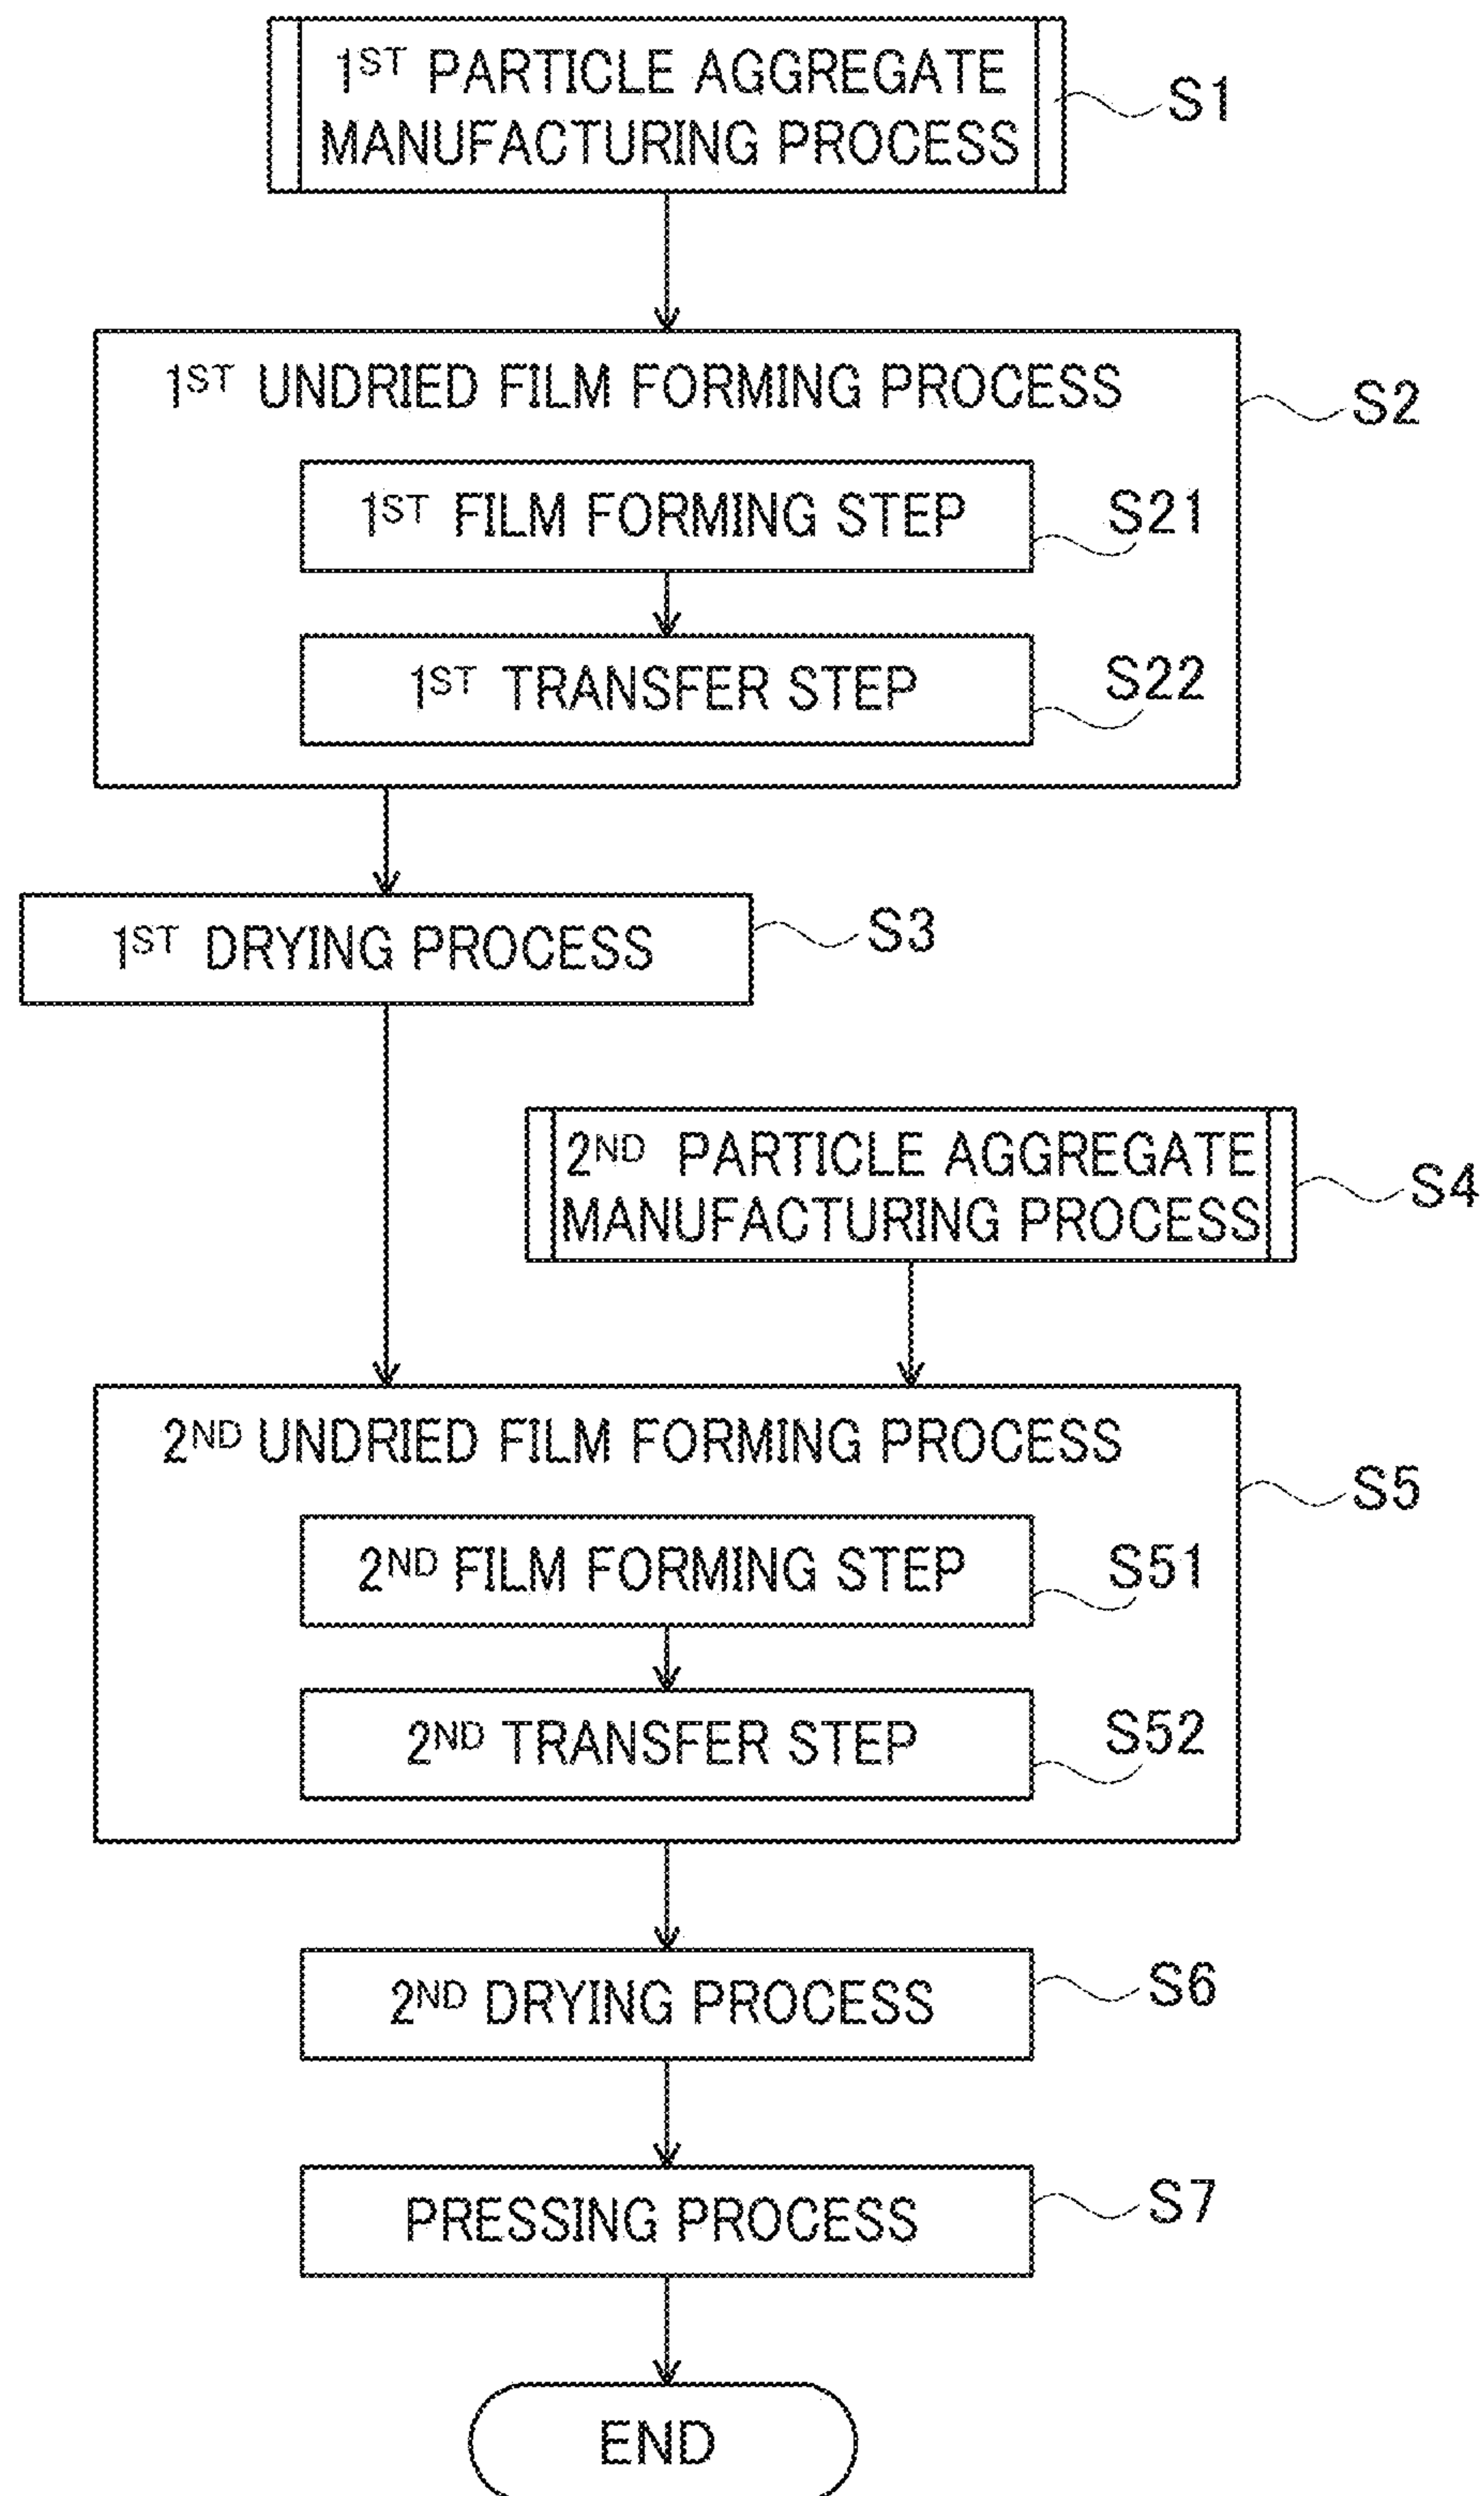 1ST PARTICLE AGGREGATE
MANUFACTURING PROCESS
S1
1ST UNDRIED FILM FORMING PROCESS
S2
1ST FILM FORMING STEP
S21
1ST TRANSFER STEP
S22
1ST DRYING PROCESS
S3
2ND PARTICLE AGGREGATE
MANUFACTURING PROCESS
S4
2ND UNDRIED FILM FORMING PROCESS
S5
2ND FILM FORMING STEP
S51
2ND TRANSFER STEP
S52
2ND DRYING PROCESS
S6
PRESSING PROCESS
S7
END